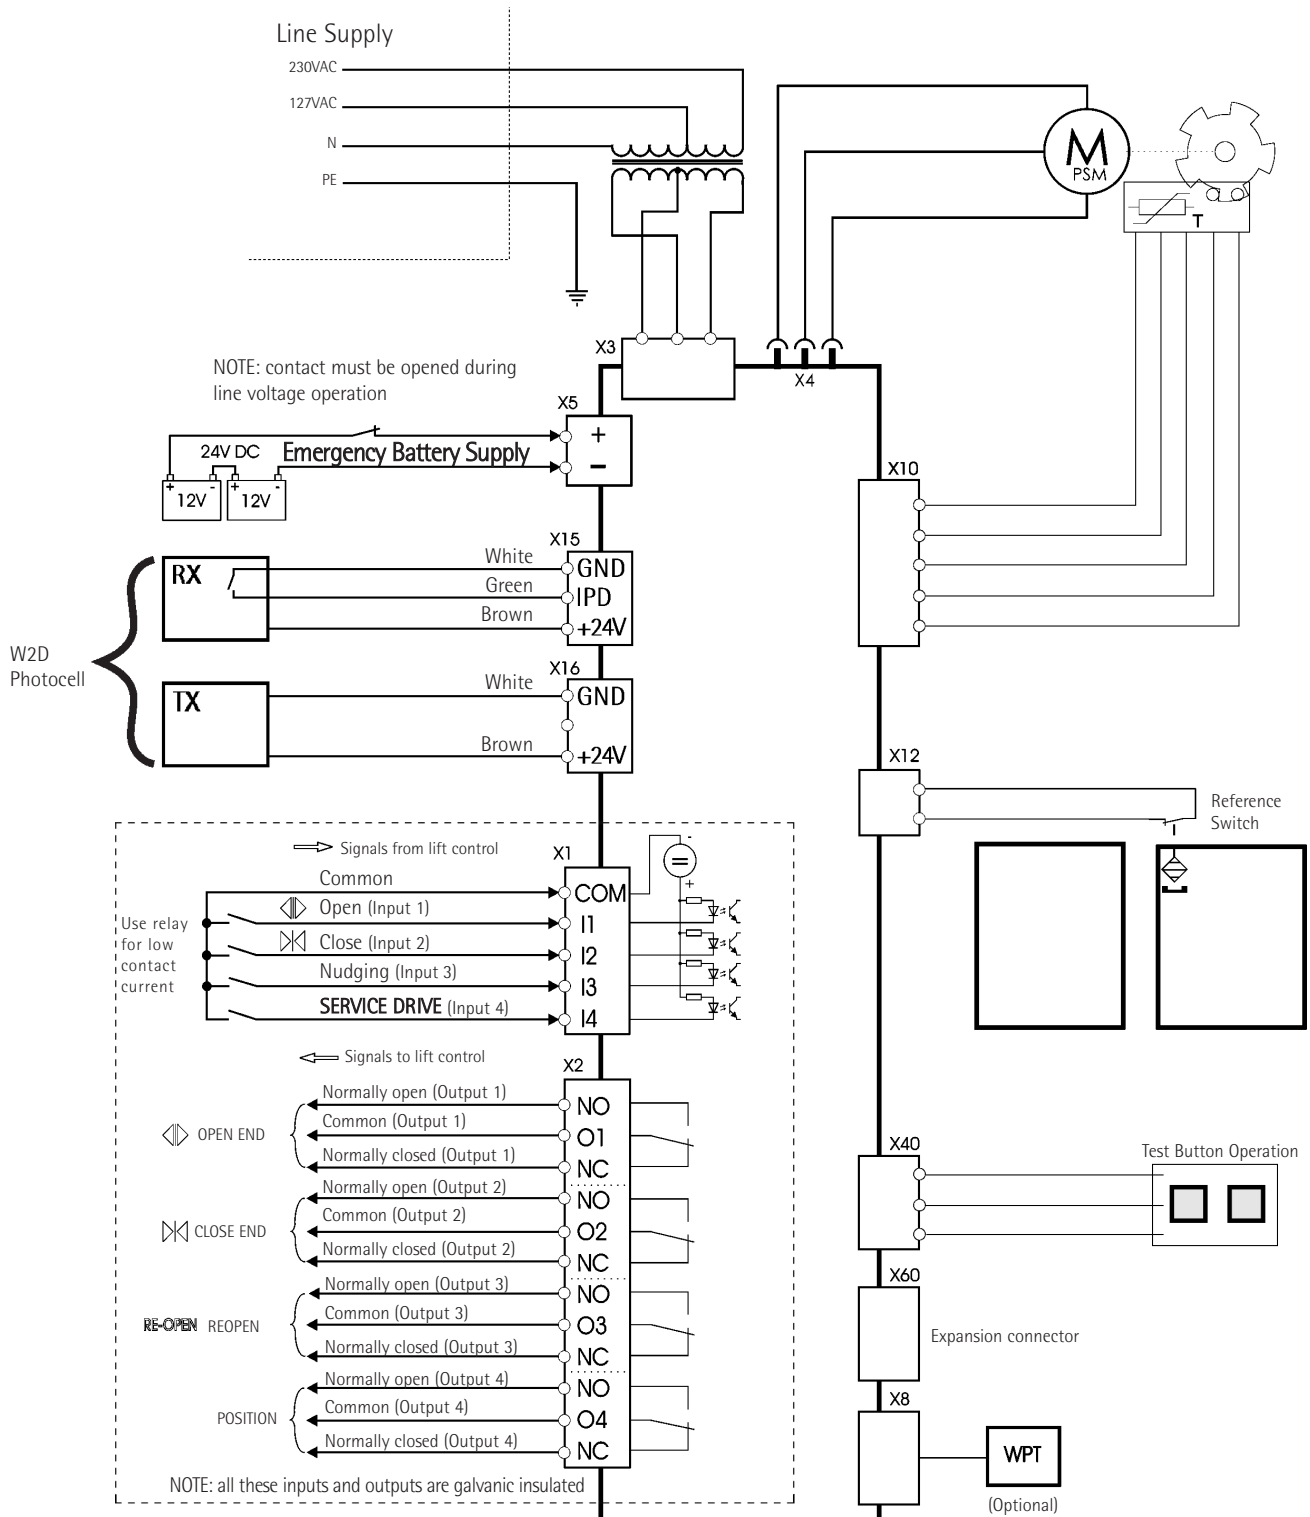 Line Supply
230VAC
127VAC
N
PE
M
PSM
T
X3
X4
NOTE: contact must be opened during
line voltage operation
X5
+
−
24V DC
Emergency Battery Supply
+ -
12V
+ -
12V
X10
X15
RX
White
GND
Green
IPD
Brown
+24V
W2D
Photocell
X16
TX
White
GND
Brown
+24V
X12
Reference
Switch
Signals from lift control
X1
-
=
+
Common
COM
Open (Input 1)
I1
Use relay
for low
contact
current
Close (Input 2)
I2
Nudging (Input 3)
I3
SERVICE DRIVE (Input 4)
I4
Signals to lift control
X2
Normally open (Output 1)
NO
OPEN END
Common (Output 1)
O1
Normally closed (Output 1)
NC
Normally open (Output 2)
NO
CLOSE END
Common (Output 2)
O2
Normally closed (Output 2)
NC
Normally open (Output 3)
NO
RE-OPEN REOPEN
Common (Output 3)
O3
Normally closed (Output 3)
NC
Normally open (Output 4)
NO
POSITION
Common (Output 4)
O4
Normally closed (Output 4)
NC
NOTE: all these inputs and outputs are galvanic insulated
X40
Test Button Operation
X60
Expansion connector
X8
WPT
(Optional)